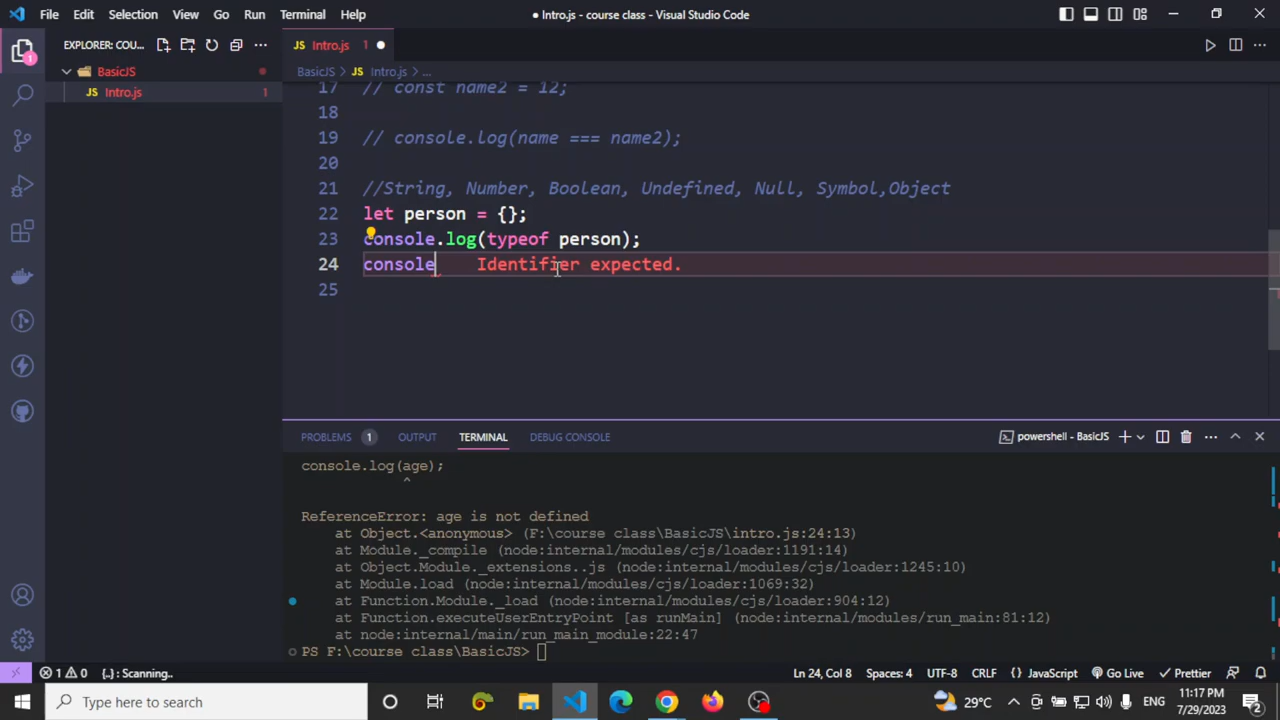 File Edit Selection View Go Run Terminal Help
● Intro.js - course class - Visual Studio Code
EXPLORER: COU...
JS Intro.js 1 ●
BasicJS
BasicJS > JS Intro.js > ...
JS Intro.js 1
17 // const name2 = 12;
18
19 // console.log(name === name2);
20
21 //String, Number, Boolean, Undefined, Null, Symbol,Object
22 let person = {};
23 console.log(typeof person);
24 console Identifier expected.
25
PROBLEMS 1 OUTPUT TERMINAL DEBUG CONSOLE
powershell - BasicJS
console.log(age);
^
ReferenceError: age is not defined
at Object.<anonymous> (F:\course class\BasicJS\intro.js:24:13)
at Module._compile (node:internal/modules/cjs/loader:1191:14)
at Object.Module._extensions..js (node:internal/modules/cjs/loader:1245:10)
at Module.load (node:internal/modules/cjs/loader:1069:32)
at Function.Module._load (node:internal/modules/cjs/loader:904:12)
at Function.executeUserEntryPoint [as runMain] (node:internal/modules/run_main:81:12)
at node:internal/main/run_main_module:22:47
PS F:\course class\BasicJS>
1 0 {..} : Scanning..
Ln 24, Col 8 Spaces: 4 UTF-8 CRLF {} JavaScript Go Live Prettier
Type here to search
29°C ENG 11:17 PM 7/29/2023 2
1